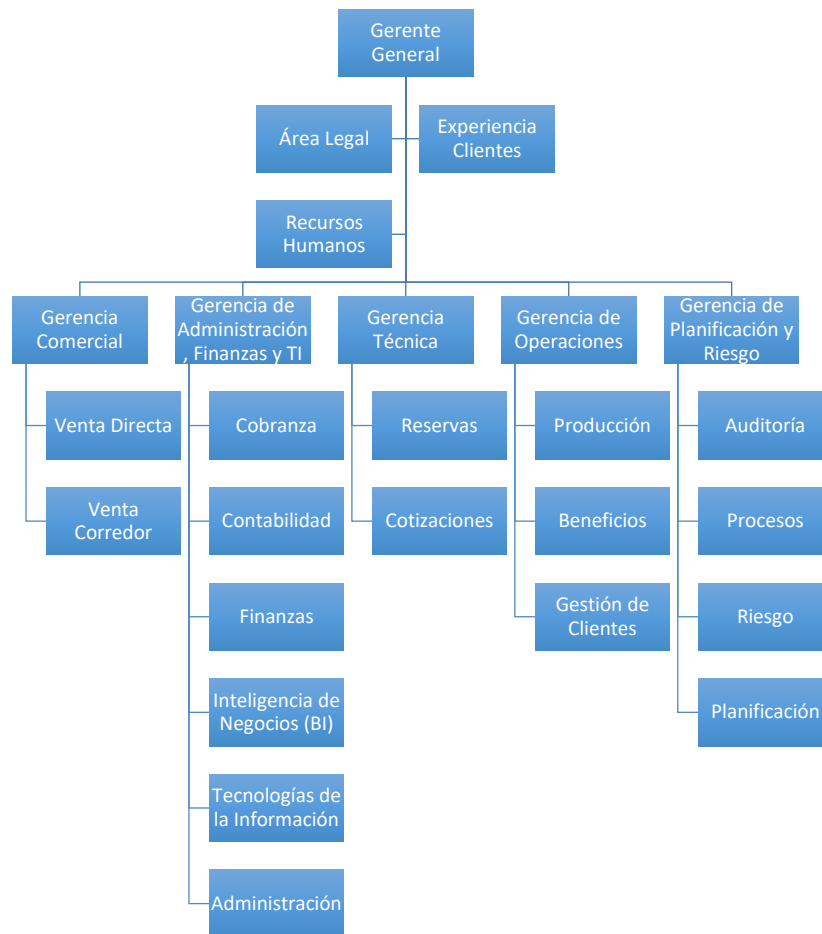 Gerente
General
Área Legal
Experiencia
Clientes
Recursos
Humanos
Gerencia
Comercial
Gerencia de
Administración
, Finanzas y TI
Gerencia
Técnica
Gerencia de
Operaciones
Gerencia de
Planificación y
Riesgo
Venta Directa
Venta
Corredor
Cobranza
Contabilidad
Finanzas
Inteligencia de
Negocios (BI)
Tecnologías de
la Información
Administración
Reservas
Cotizaciones
Producción
Beneficios
Gestión de
Clientes
Auditoría
Procesos
Riesgo
Planificación